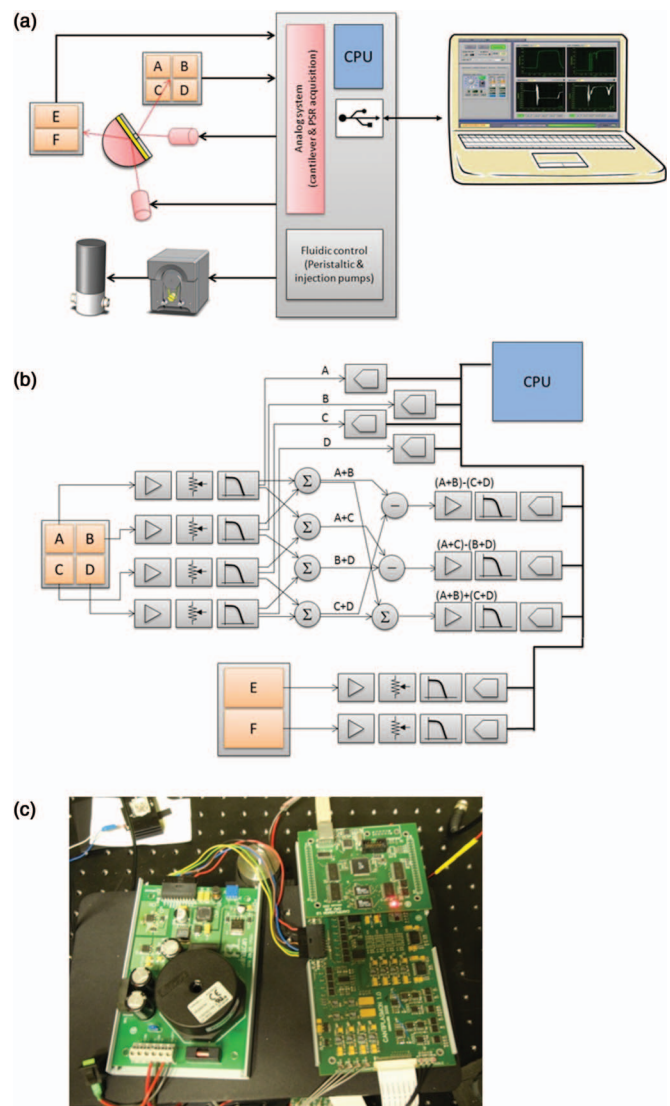 (a)
A B
C D
E
F
Analog system
(cantilever & PSR acquisition)
CPU
Fluidic control
(Peristaltic &
injection pumps)
(b)
A
B
C
D
CPU
A B
C D
Σ
A+B
Σ
A+C
Σ
B+D
Σ
C+D
−
−
Σ
(A+B)-(C+D)
(A+C)-(B+D)
(A+B)+(C+D)
E
F
(c)